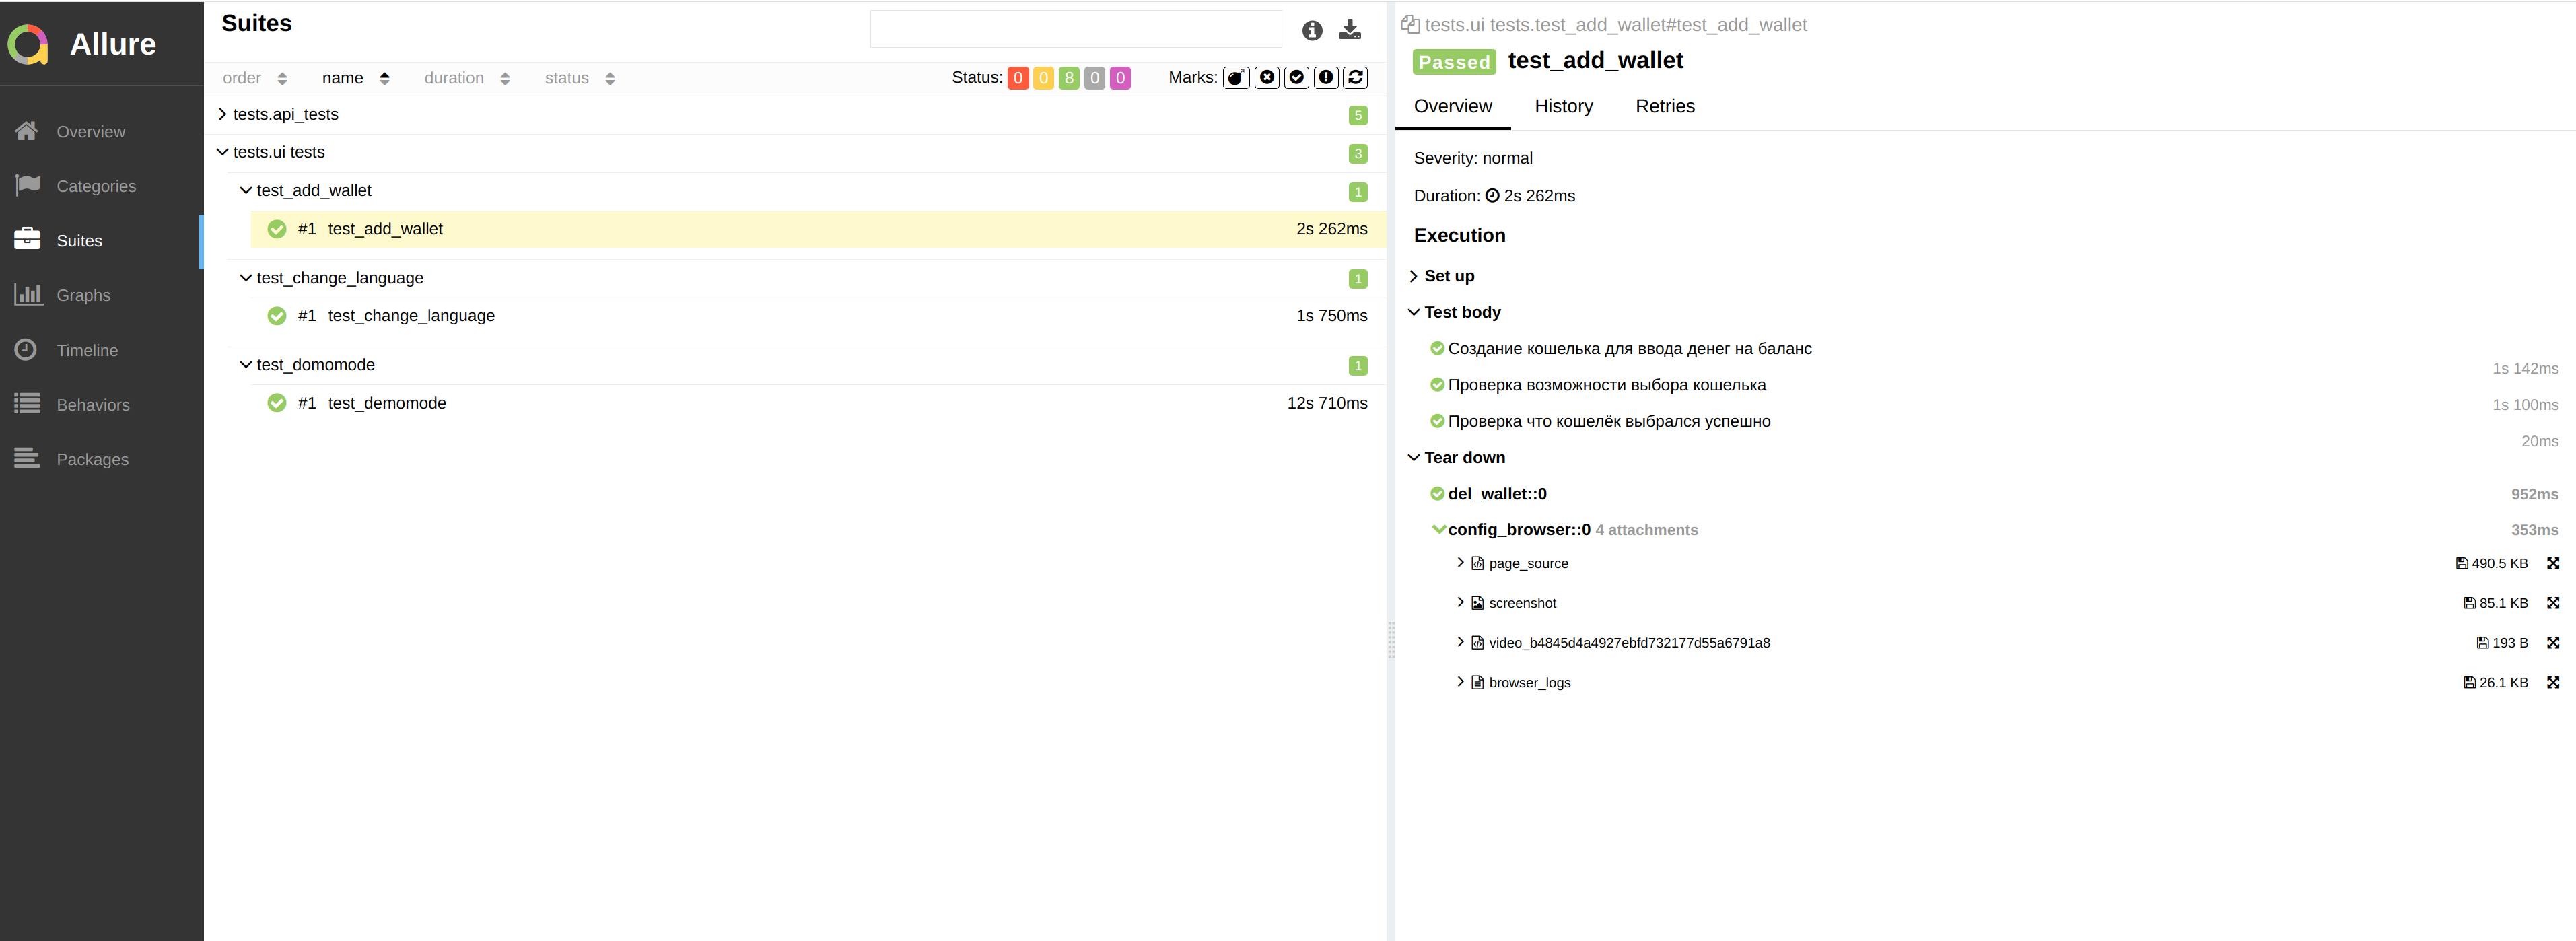 Allure
Overview
Categories
Suites
Graphs
Timeline
Behaviors
Packages
Suites
order name duration status Status: 0 0 8 0 0 Marks:
tests.api_tests 5
tests.ui tests 3
test_add_wallet 1
#1 test_add_wallet 2s 262ms
test_change_language 1
#1 test_change_language 1s 750ms
test_domomode 1
#1 test_demomode 12s 710ms
tests.ui tests.test_add_wallet#test_add_wallet
Passed test_add_wallet
Overview History Retries
Severity: normal
Duration: 2s 262ms
Execution
Set up
Test body
Создание кошелька для ввода денег на баланс
1s 142ms
Проверка возможности выбора кошелька
1s 100ms
Проверка что кошелёк выбрался успешно
20ms
Tear down
del_wallet::0 952ms
config_browser::0 4 attachments 353ms
page_source 490.5 KB
screenshot 85.1 KB
video_b4845d4a4927ebfd732177d55a6791a8 193 B
browser_logs 26.1 KB